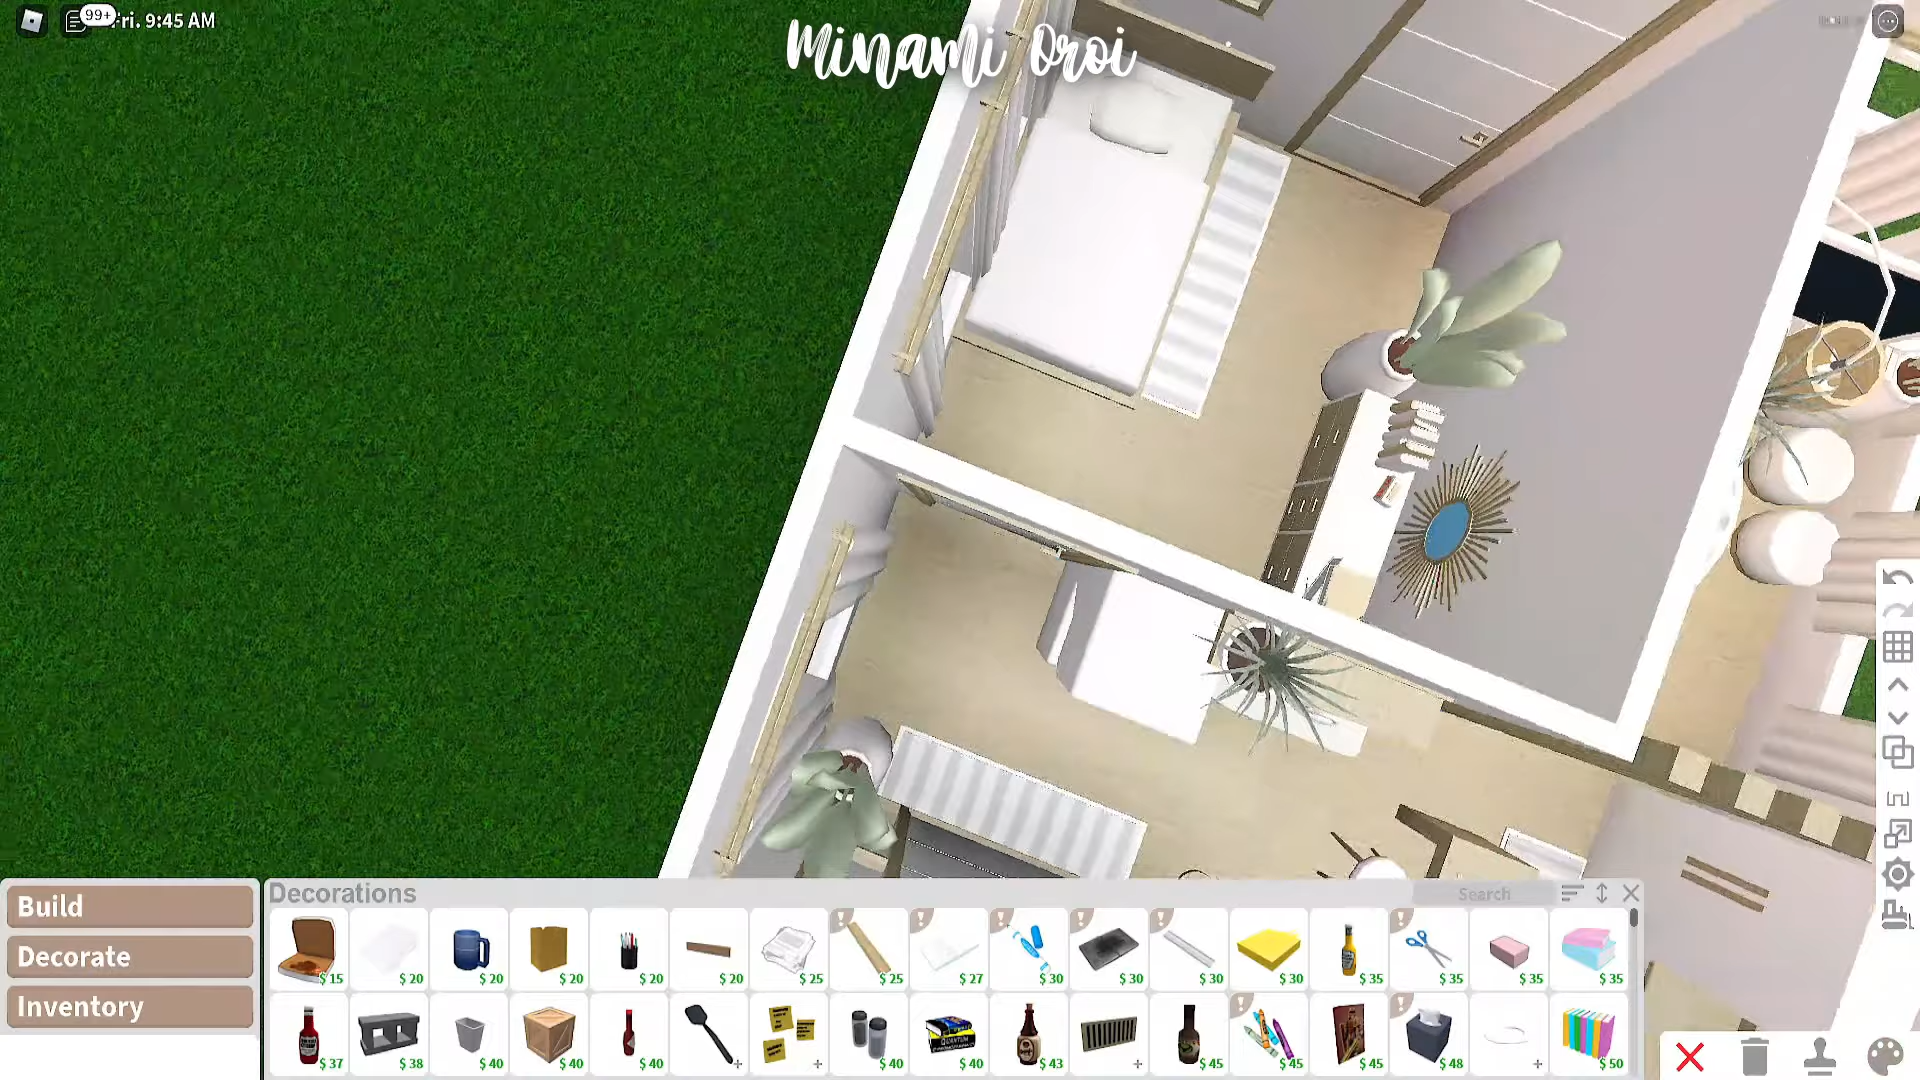 99+
Fri. 9:45 AM
Minami Oroi
Build
Decorate
Inventory
Decorations
Search
$15 $20 $20 $20 $20 $20 $25 $25 $27 $30 $30 $30 $30 $35 $35 $35 $35
$37 $38 $40 $40 $40 + + $40 $40 $43 + $45 $45 $45 $48 + $50